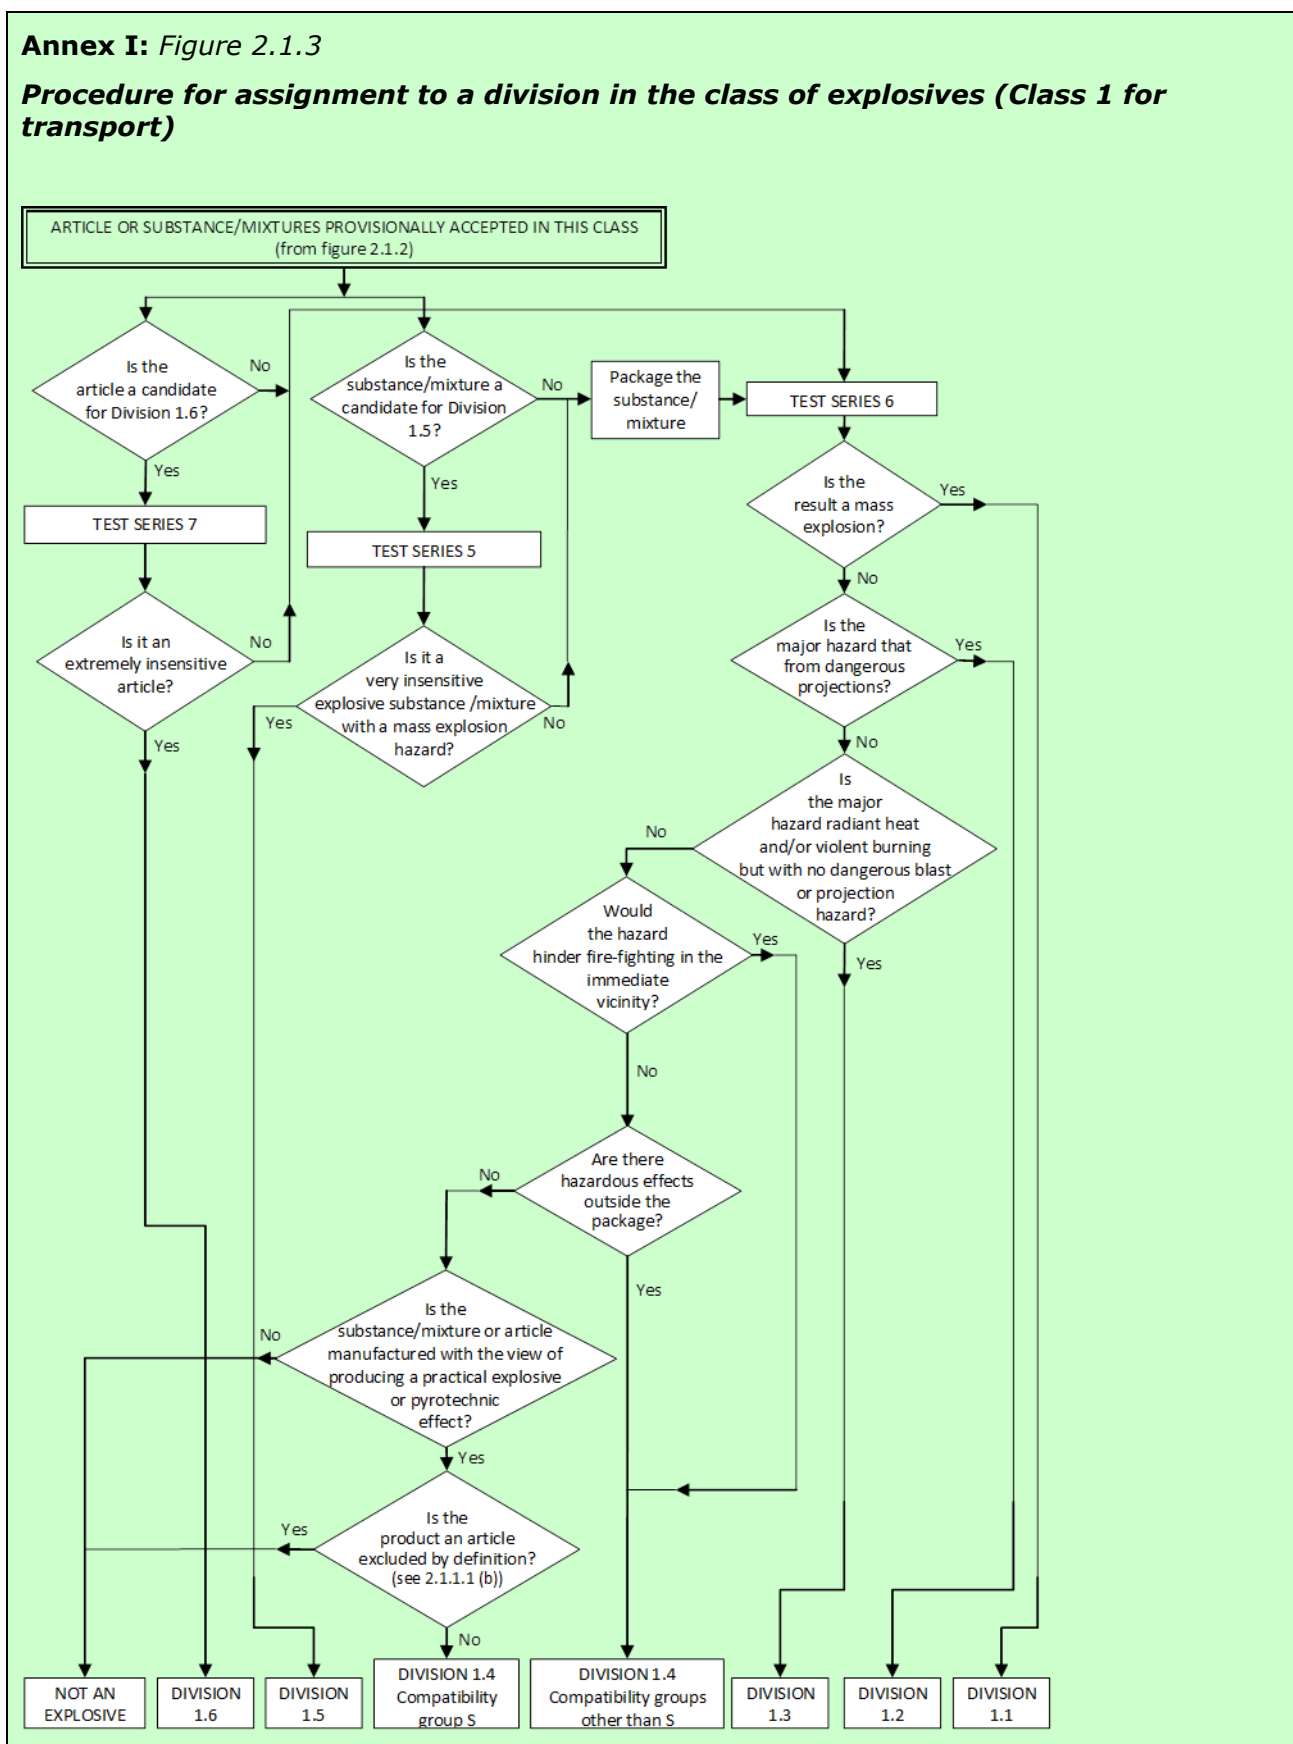 Annex I: Figure 2.1.3
Procedure for assignment to a division in the class of explosives (Class 1 for
transport)
ARTICLE OR SUBSTANCE/MIXTURES PROVISIONALLY ACCEPTED IN THIS CLASS
(from figure 2.1.2)
Is the
article a candidate
for Division 1.6?
No
Yes
Is the
substance/mixture a
candidate for Division
1.5?
No
Yes
Package the
substance/
mixture
TEST SERIES 6
TEST SERIES 7
TEST SERIES 5
Is the
result a mass
explosion?
Yes
No
Is it an
extremely insensitive
article?
No
Yes
Is it a
very insensitive
explosive substance /mixture
with a mass explosion
hazard?
Yes
No
Is the
major hazard that
from dangerous
projections?
Yes
No
Is
the major
hazard radiant heat
and/or violent burning
but with no dangerous blast
or projection
hazard?
No
Yes
Would
the hazard
hinder fire-fighting in the
immediate
vicinity?
Yes
No
Are there
hazardous effects
outside the
package?
No
Yes
Is the
substance/mixture or article
manufactured with the view of
producing a practical explosive
or pyrotechnic
effect?
No
Yes
Is the
product an article
excluded by definition?
(see 2.1.1.1 (b))
Yes
No
NOT AN
EXPLOSIVE
DIVISION
1.6
DIVISION
1.5
DIVISION 1.4
Compatibility
group S
DIVISION 1.4
Compatibility groups
other than S
DIVISION
1.3
DIVISION
1.2
DIVISION
1.1